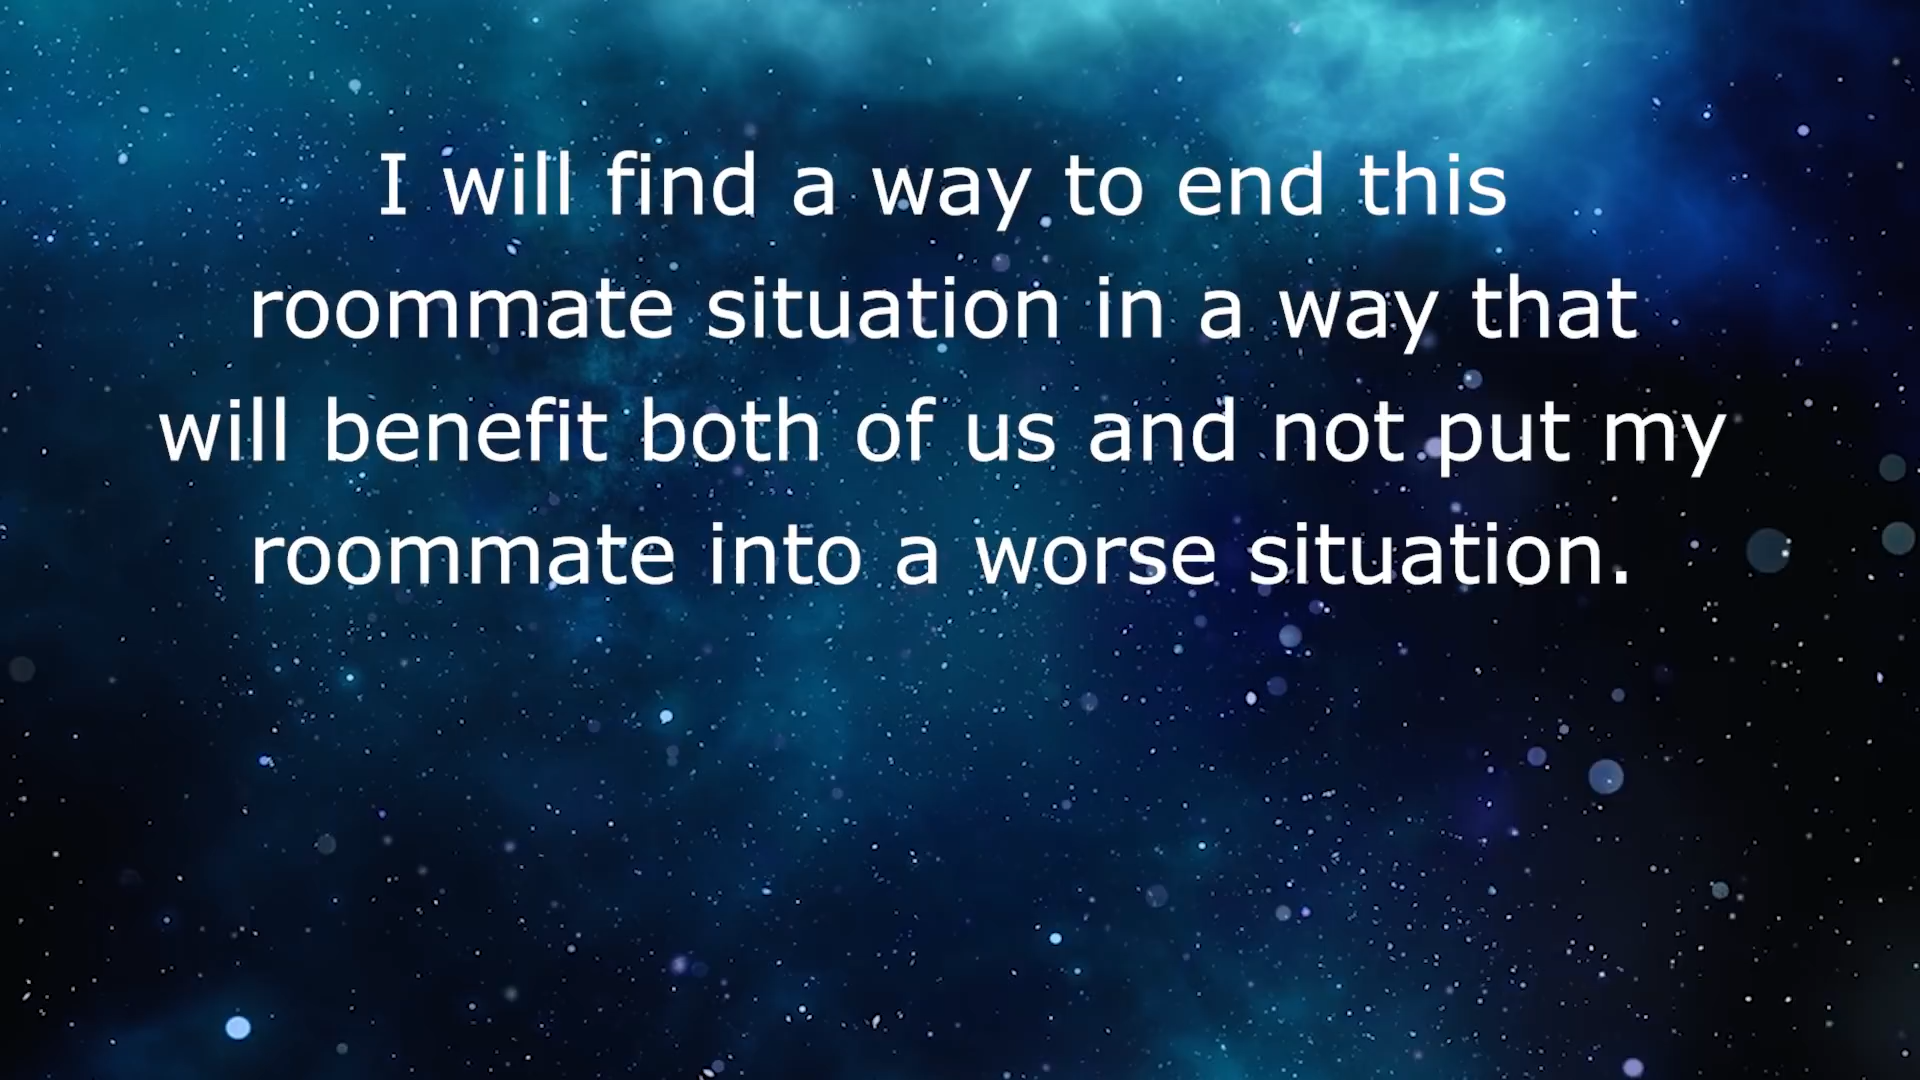 I will find a way to end this
roommate situation in a way that
will benefit both of us and not put my
roommate into a worse situation.